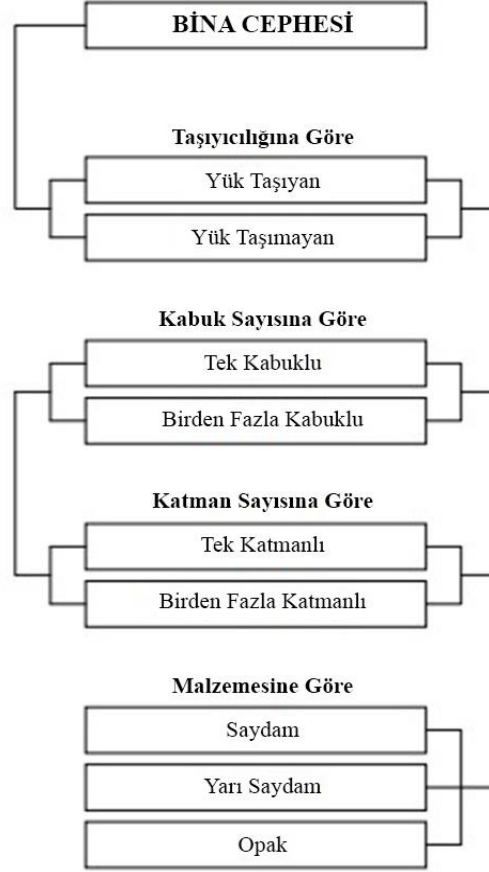 BİNA CEPHESİ
Taşıyıcılığına Göre
Yük Taşıyan
Yük Taşımayan
Kabuk Sayısına Göre
Tek Kabuklu
Birden Fazla Kabuklu
Katman Sayısına Göre
Tek Katmanlı
Birden Fazla Katmanlı
Malzemesine Göre
Saydam
Yarı Saydam
Opak